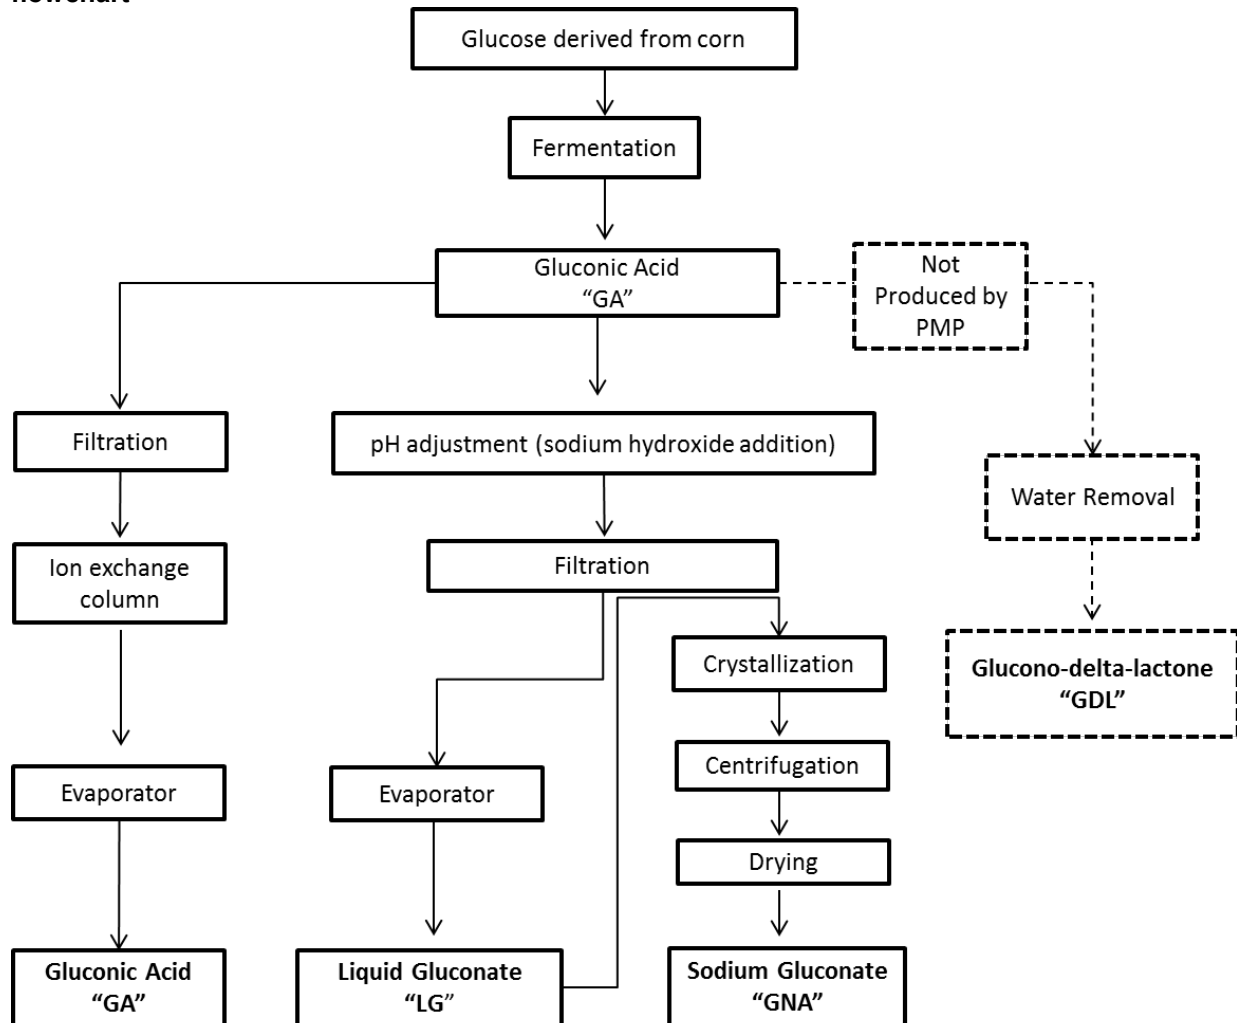 flowchart
Glucose derived from corn
Fermentation
Gluconic Acid
“GA”
Not
Produced by
PMP
Filtration
pH adjustment (sodium hydroxide addition)
Water Removal
Ion exchange
column
Filtration
Crystallization
Glucono-delta-lactone
“GDL”
Centrifugation
Evaporator
Evaporator
Drying
Gluconic Acid
“GA”
Liquid Gluconate
“LG”
Sodium Gluconate
“GNA”